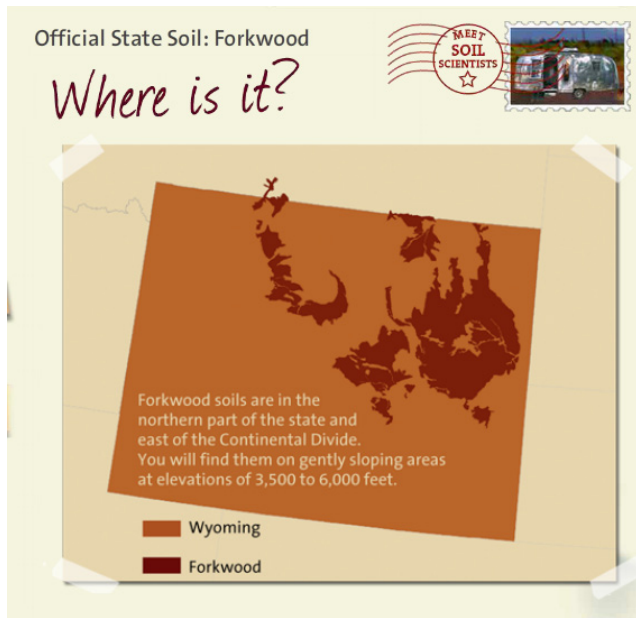 Official State Soil: Forkwood
Where is it?
MEET
SOIL
SCIENTISTS
Forkwood soils are in the
northern part of the state and
east of the Continental Divide.
You will find them on gently sloping areas
at elevations of 3,500 to 6,000 feet.
Wyoming
Forkwood